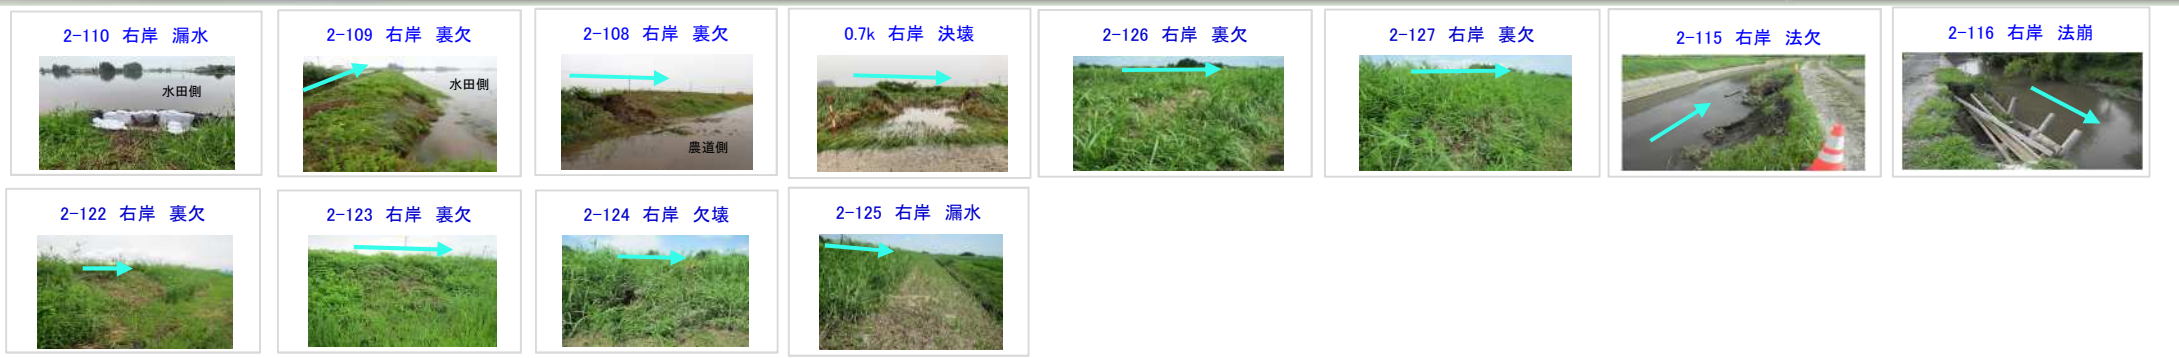 2-110 右岸 漏水
水田側
2-109 右岸 裏欠
水田側
2-108 右岸 裏欠
農道側
0.7k 右岸 決壊
2-126 右岸 裏欠
2-127 右岸 裏欠
2-115 右岸 法欠
2-116 右岸 法崩
2-122 右岸 裏欠
2-123 右岸 裏欠
2-124 右岸 欠壊
2-125 右岸 漏水